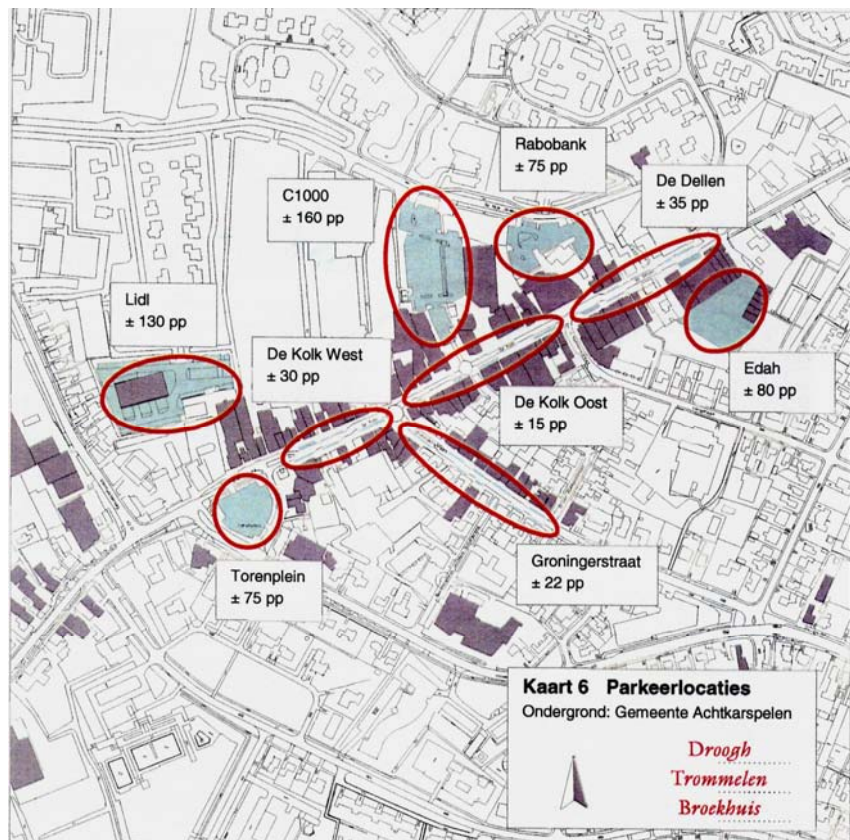 Rabobank
± 75 pp
De Dellen
± 35 pp
C1000
± 160 pp
Lidl
± 130 pp
De Kolk West
± 30 pp
Edah
± 80 pp
De Kolk Oost
± 15 pp
Groningerstraat
± 22 pp
Torenplein
± 75 pp
Kaart 6 Parkeerlocaties
Ondergrond: Gemeente Achtkarspelen
Droogh
Trommelen
Broekhuis